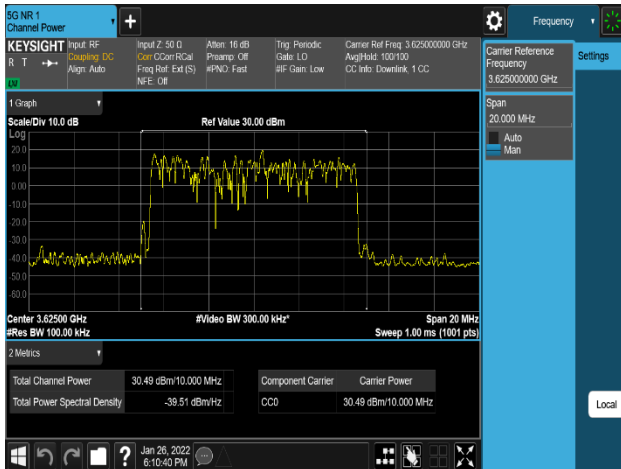 5G NR 1
Channel Power
Frequency
KEYSIGHT
R T
Input: RF
Coupling: DC
Align: Auto
Input Z: 50 Ω
Corr CCorr RCal
Freq Ref: Ext (S)
NFE: Off
Atten: 16 dB
Preamp: Off
#PNO: Fast
Trig: Periodic
Gate: LO
#IF Gain: Low
Carrier Ref Freq: 3.625000000 GHz
Avg|Hold: 100/100
CC Info: Downlink, 1 CC
Carrier Reference
Frequency
3.625000000 GHz
Settings
Span
20.000 MHz
Auto
Man
1 Graph
Scale/Div 10.0 dB
Ref Value 30.00 dBm
Log
20.0
10.0
0.00
-10.0
-20.0
-30.0
-40.0
-50.0
-60.0
Center 3.62500 GHz
#Video BW 300.00 kHz*
Span 20 MHz
#Res BW 100.00 kHz
Sweep 1.00 ms (1001 pts)
2 Metrics
Total Channel Power 30.49 dBm/10.000 MHz
Total Power Spectral Density -39.51 dBm/Hz
Component Carrier Carrier Power
CC0 30.49 dBm/10.000 MHz
Local
?
Jan 26, 2022
6:10:40 PM